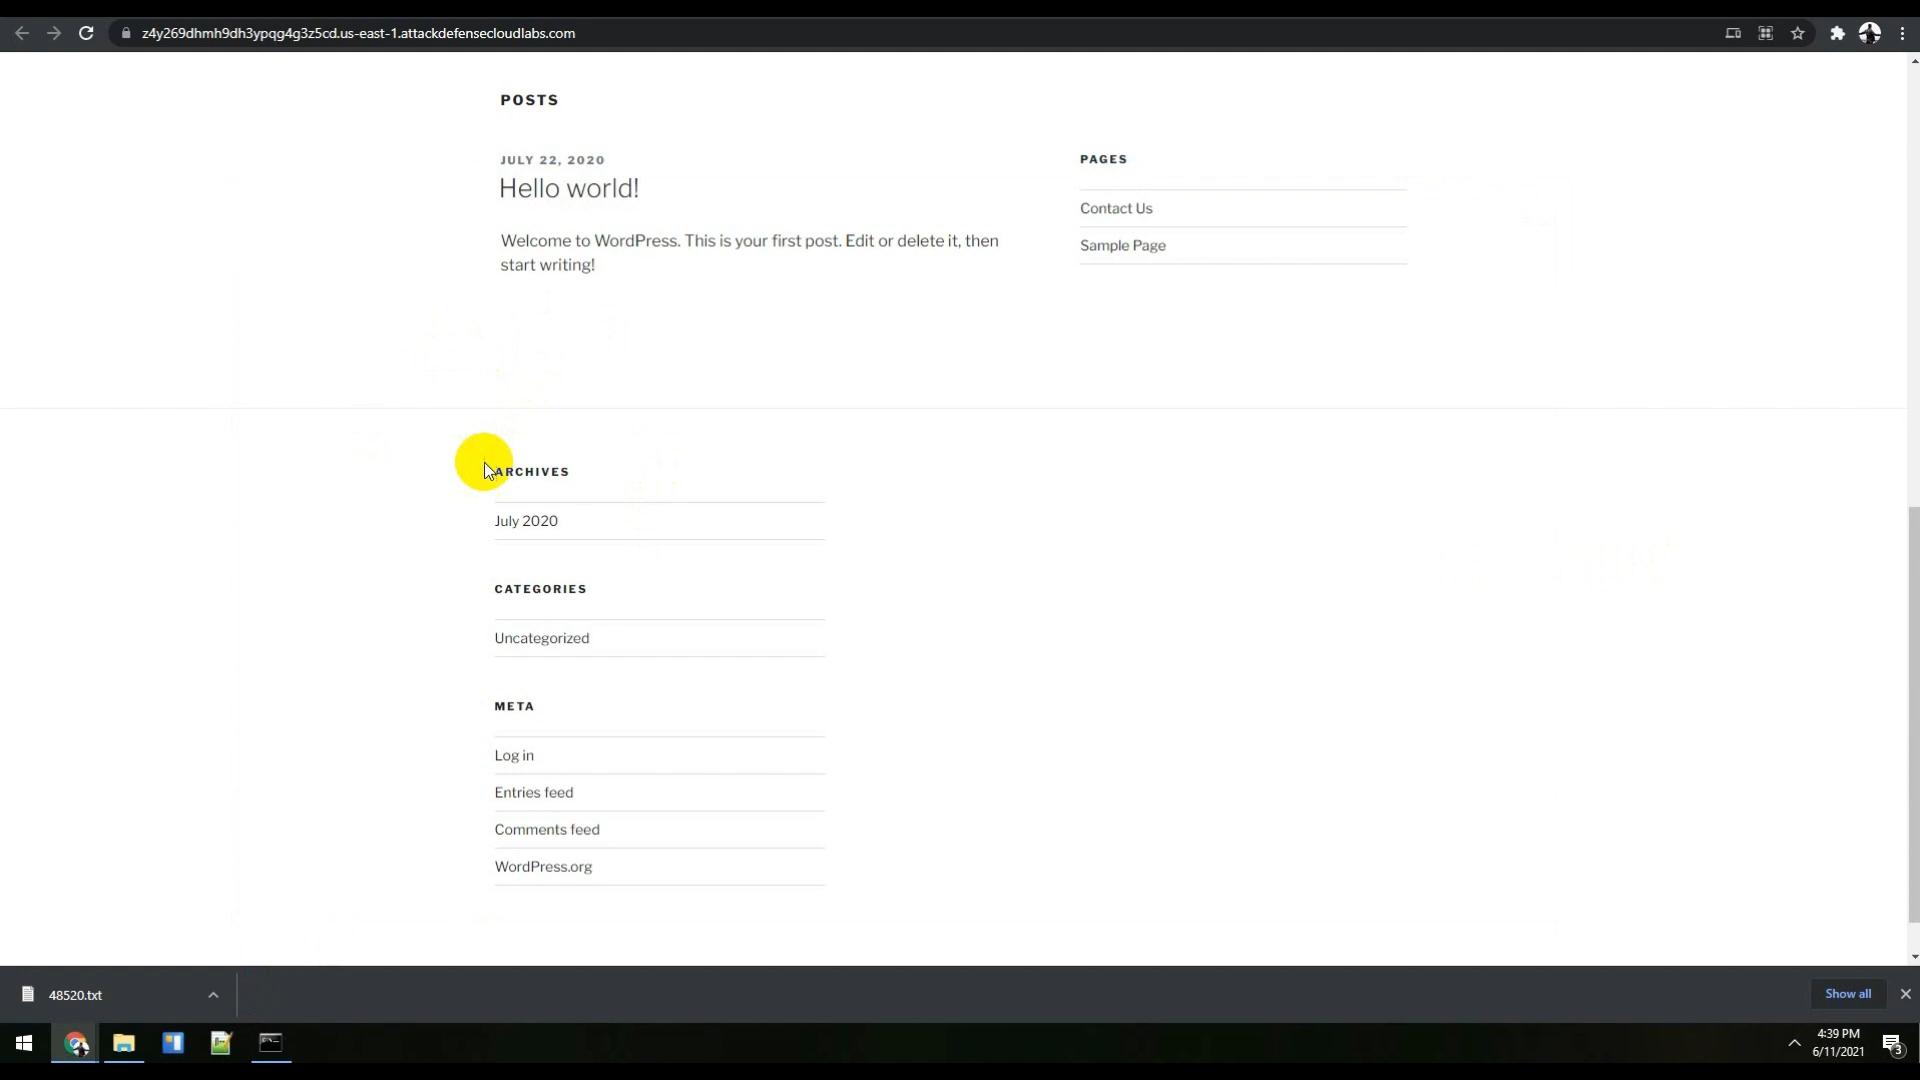 z4y269dhmh9dh3ypqg4g3z5cd.us-east-1.attackdefensecloudlabs.com
POSTS
JULY 22, 2020
Hello world!
Welcome to WordPress. This is your first post. Edit or delete it, then
start writing!
PAGES
Contact Us
Sample Page
ARCHIVES
July 2020
CATEGORIES
Uncategorized
META
Log in
Entries feed
Comments feed
WordPress.org
48520.txt
Show all
4:39 PM
6/11/2021
3